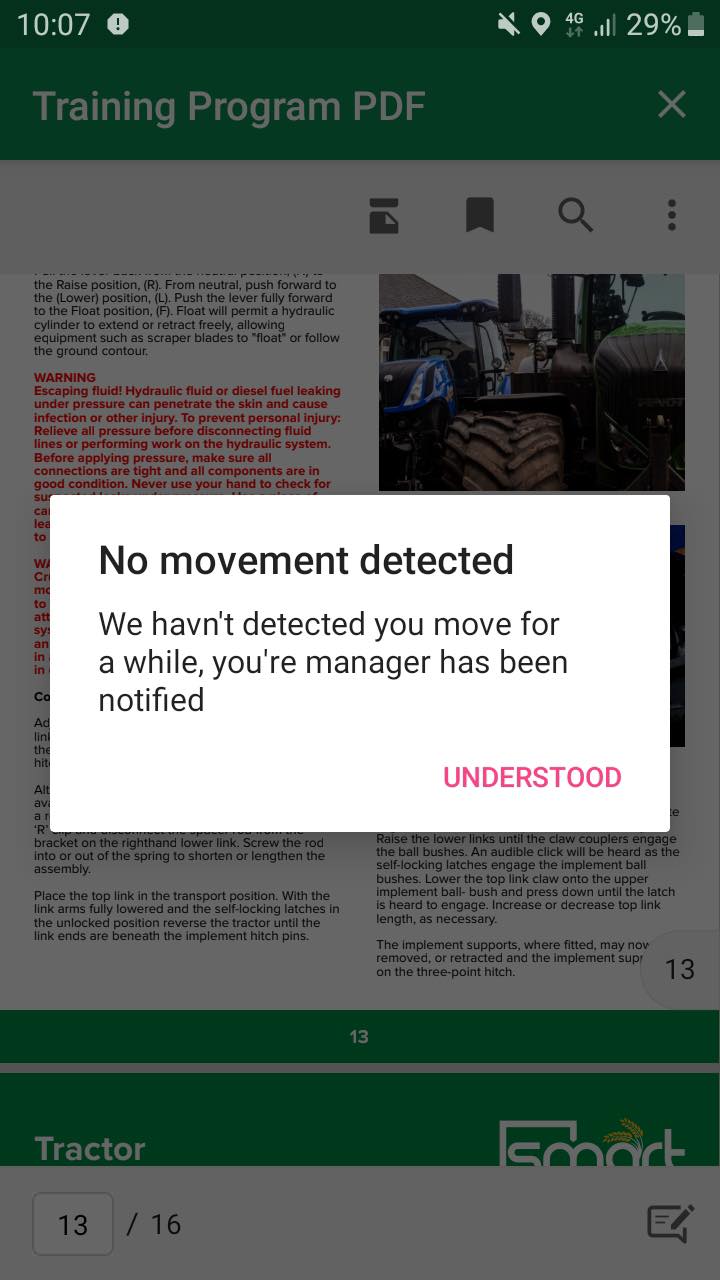 10:07
4G
29%
Training Program PDF
the Raise position, (R). From neutral, push forward to
the (Lower) position, (L). Push the lever fully forward
to the Float position, (F). Float will permit a hydraulic
cylinder to extend or retract freely, allowing
equipment such as scraper blades to "float" or follow
the ground contour.
WARNING
Escaping fluid! Hydraulic fluid or diesel fuel leaking
under pressure can penetrate the skin and cause
infection or other injury. To prevent personal injury:
Relieve all pressure before disconnecting fluid
lines or performing work on the hydraulic system.
Before applying pressure, make sure all
connections are tight and all components are in
good condition. Never use your hand to check for
No movement detected
We havn't detected you move for
a while, you're manager has been
notified
UNDERSTOOD
bracket on the righthand lower link. Screw the rod
into or out of the spring to shorten or lengthen the
assembly.
Place the top link in the transport position. With the
link arms fully lowered and the self-locking latches in
the unlocked position reverse the tractor until the
link ends are beneath the implement hitch pins.
FENDT
Raise the lower links until the claw couplers engage
the ball bushes. An audible click will be heard as the
self-locking latches engage the implement ball
bushes. Lower the top link claw onto the upper
implement ball- bush and press down until the latch
is heard to engage. Increase or decrease top link
length, as necessary.
The implement supports, where fitted, may now
removed, or retracted and the implement
on the three-point hitch.
13
13
Tractor
smart
13 / 16